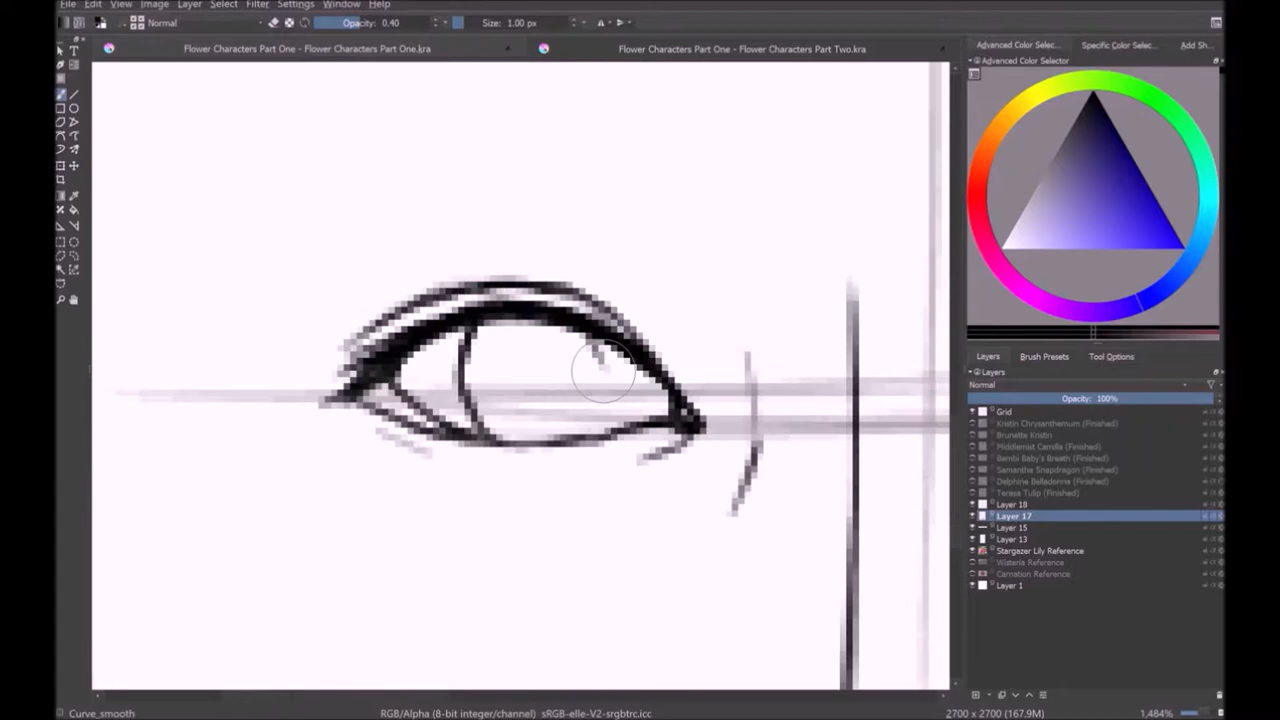 File Edit View Image Layer Select Filter Settings Window Help
Normal Opacity: 0.40 Size: 1.00 px
Flower Characters Part One - Flower Characters Part One.kra
Flower Characters Part One - Flower Characters Part Two.kra
Advanced Color Selec... Specific Color Selec... Add Sh...
Advanced Color Selector
Layers Brush Presets Tool Options
Layers
Normal
Opacity: 100%
Grid
Kristin Chrysanthemum (Finished)
Brunette Kristin
Middlemist Camilla (Finished)
Bambi Baby's Breath (Finished)
Samantha Snapdragon (Finished)
Delphine Belladonna (Finished)
Teresa Tulip (Finished)
Layer 18
Layer 17
Layer 15
Layer 13
Stargazer Lily Reference
Wisteria Reference
Carnation Reference
Layer 1
Curve_smooth RGB/Alpha (8-bit integer/channel) sRGB-elle-V2-srgbtrc.icc 2700 x 2700 (167.9M) 1,484%